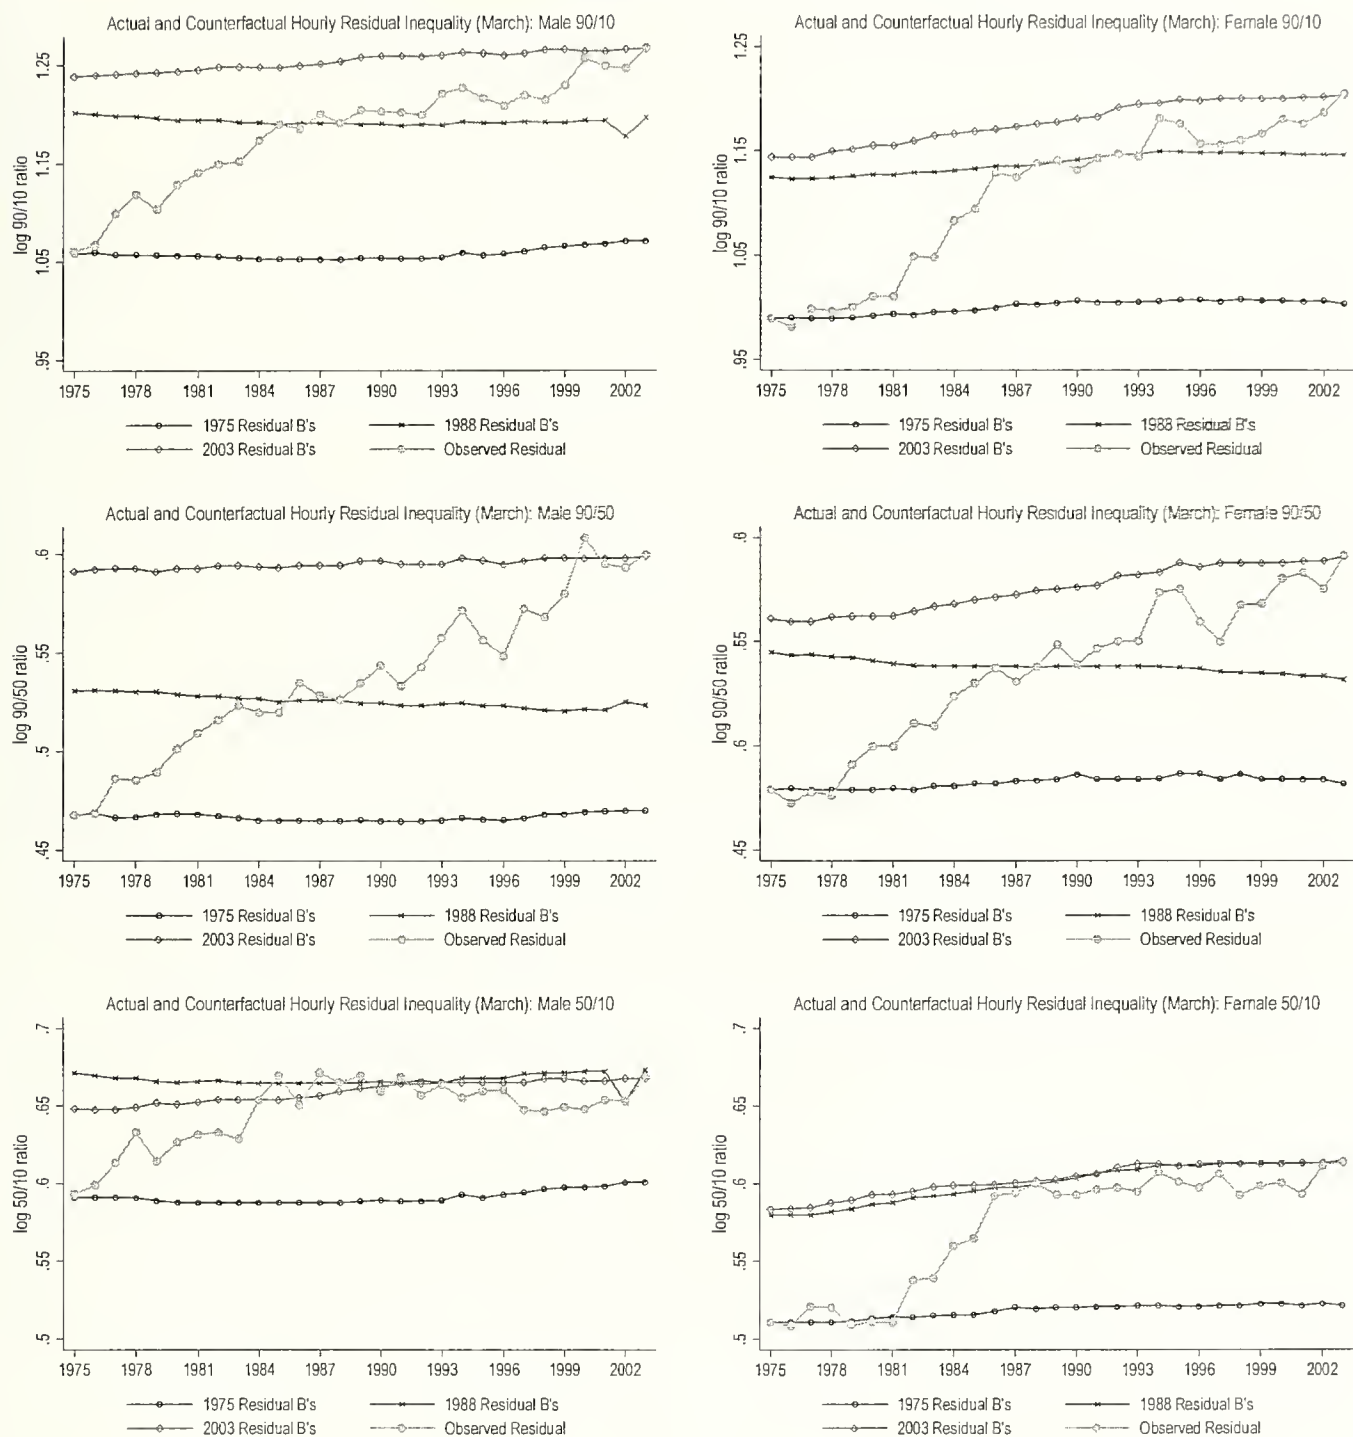 Actual and Counterfactual Hourly Residual Inequality (March): Male 90/10
log 90/10 ratio
1.25
1.15
1.05
.95
1975 1978 1981 1984 1987 1990 1993 1996 1999 2002
1975 Residual B's
1988 Residual B's
2003 Residual B's
Observed Residual
Actual and Counterfactual Hourly Residual Inequality (March): Female 90/10
log 90/10 ratio
1.25
1.15
1.05
.95
1975 1978 1981 1984 1987 1990 1993 1996 1999 2002
1975 Residual B's
1988 Residual B's
2003 Residual B's
Observed Residual
Actual and Counterfactual Hourly Residual Inequality (March): Male 90/50
log 90/50 ratio
.6
.55
.5
.45
1975 1978 1981 1984 1987 1990 1993 1996 1999 2002
1975 Residual B's
1988 Residual B's
2003 Residual B's
Observed Residual
Actual and Counterfactual Hourly Residual Inequality (March): Female 90/50
log 90/50 ratio
.6
.55
.45
1975 1978 1981 1984 1987 1990 1993 1996 1999 2002
1975 Residual B's
1988 Residual B's
2003 Residual B's
Observed Residual
Actual and Counterfactual Hourly Residual Inequality (March): Male 50/10
log 50/10 ratio
.7
.65
.6
.55
.5
1975 1978 1981 1984 1987 1990 1993 1996 1999 2002
1975 Residual B's
1988 Residual B's
2003 Residual B's
Observed Residual
Actual and Counterfactual Hourly Residual Inequality (March): Female 50/10
log 50/10 ratio
.7
.65
.6
.55
.5
1975 1978 1981 1984 1987 1990 1993 1996 1999 2002
1975 Residual B's
1988 Residual B's
2003 Residual B's
Observed Residual